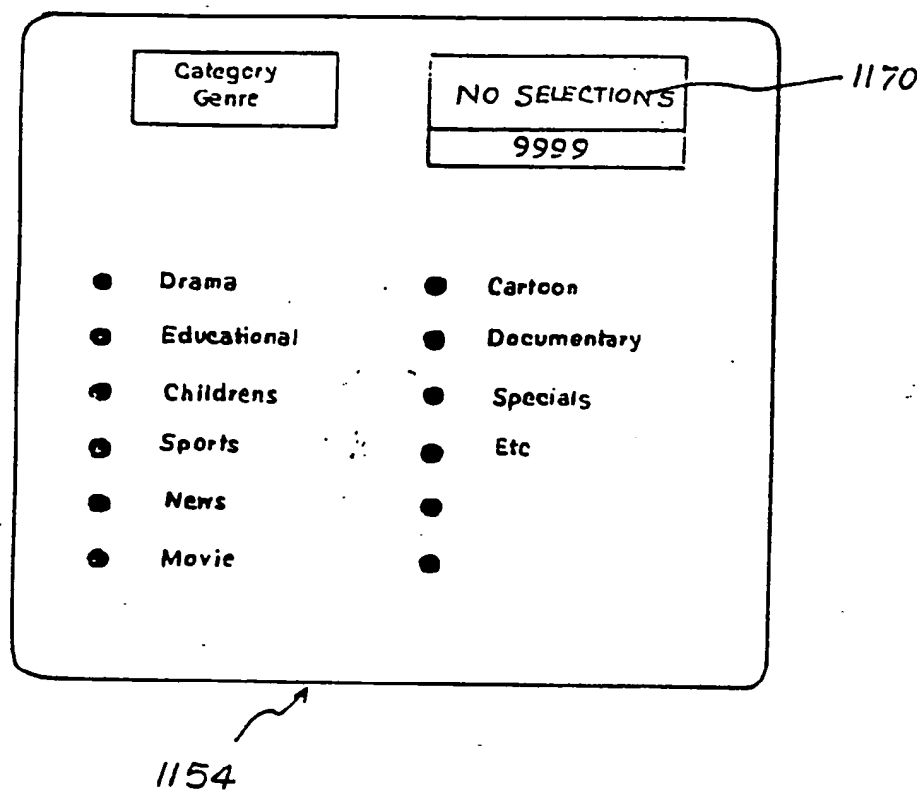 Category
Genre
NO SELECTIONS
9999
1170
Drama
Educational
Childrens
Sports
News
Movie
Cartoon
Documentary
Specials
Etc
1154